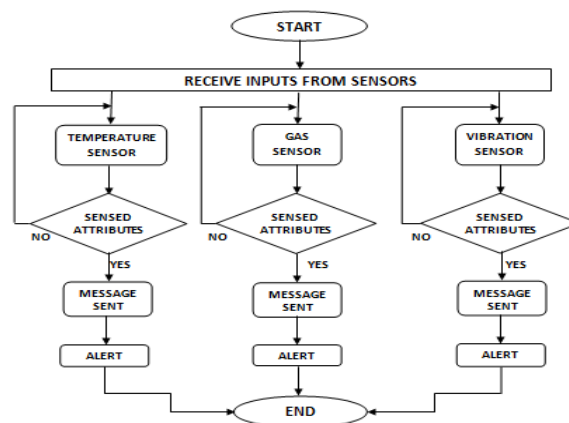 START
RECEIVE INPUTS FROM SENSORS
TEMPERATURE
SENSOR
SENSED
ATTRIBUTES
NO
YES
MESSAGE
SENT
ALERT
GAS
SENSOR
SENSED
ATTRIBUTES
NO
YES
MESSAGE
SENT
ALERT
VIBRATION
SENSOR
SENSED
ATTRIBUTES
NO
YES
MESSAGE
SENT
ALERT
END